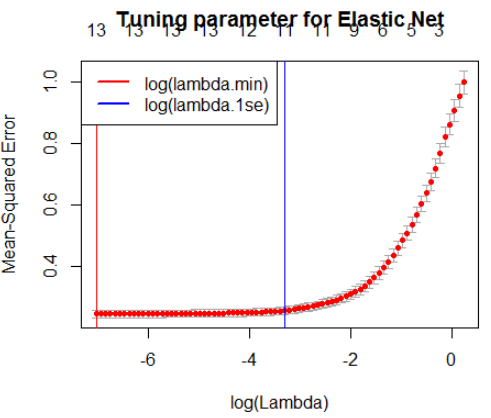 Tuning parameter for Elastic Net
13 13 13 13 12 11 11 9 6 5 3
log(lambda.min)
log(lambda.1se)
Mean-Squared Error
1.0
0.8
0.6
0.4
-6 -4 -2 0
log(Lambda)